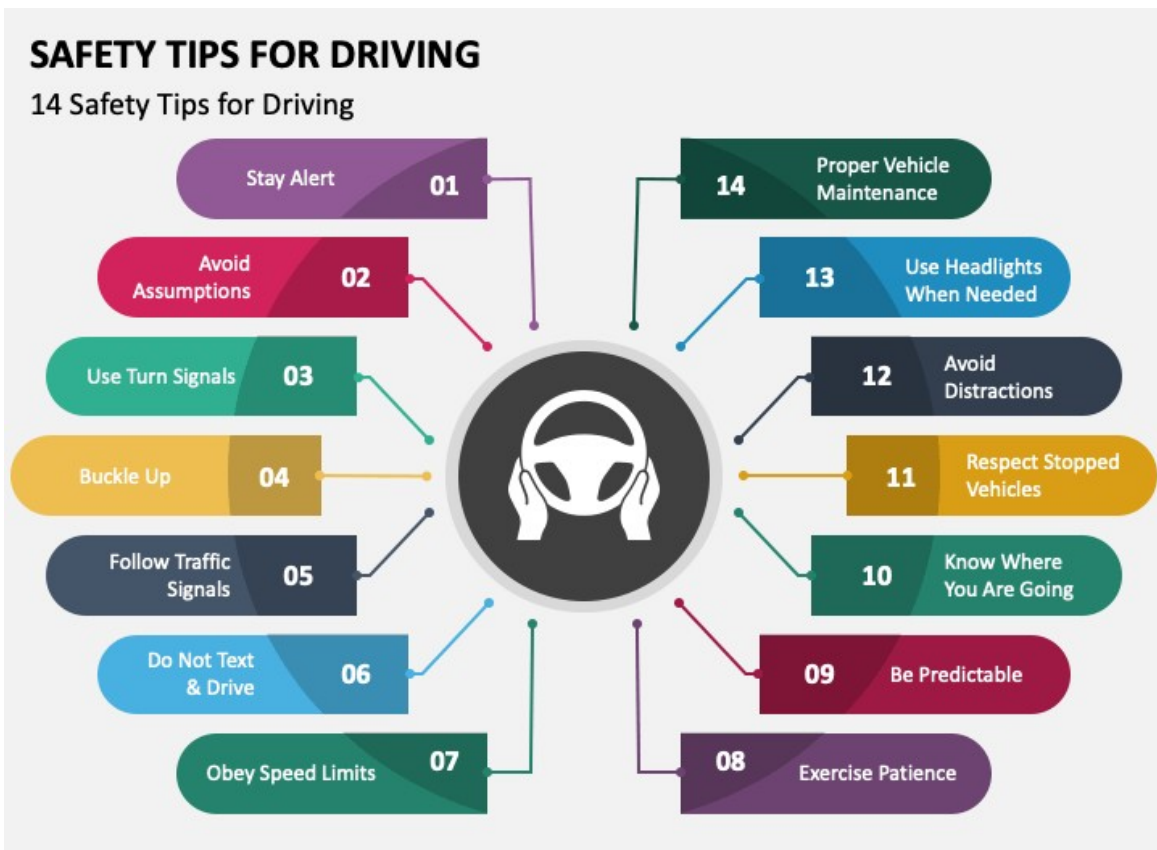 SAFETY TIPS FOR DRIVING
14 Safety Tips for Driving
Stay Alert
01
Avoid
Assumptions
02
Use Turn Signals
03
Buckle Up
04
Follow Traffic
Signals
05
Do Not Text
& Drive
06
Obey Speed Limits
07
08
Exercise Patience
09
Be Predictable
10
Know Where
You Are Going
11
Respect Stopped
Vehicles
12
Avoid
Distractions
13
Use Headlights
When Needed
14
Proper Vehicle
Maintenance